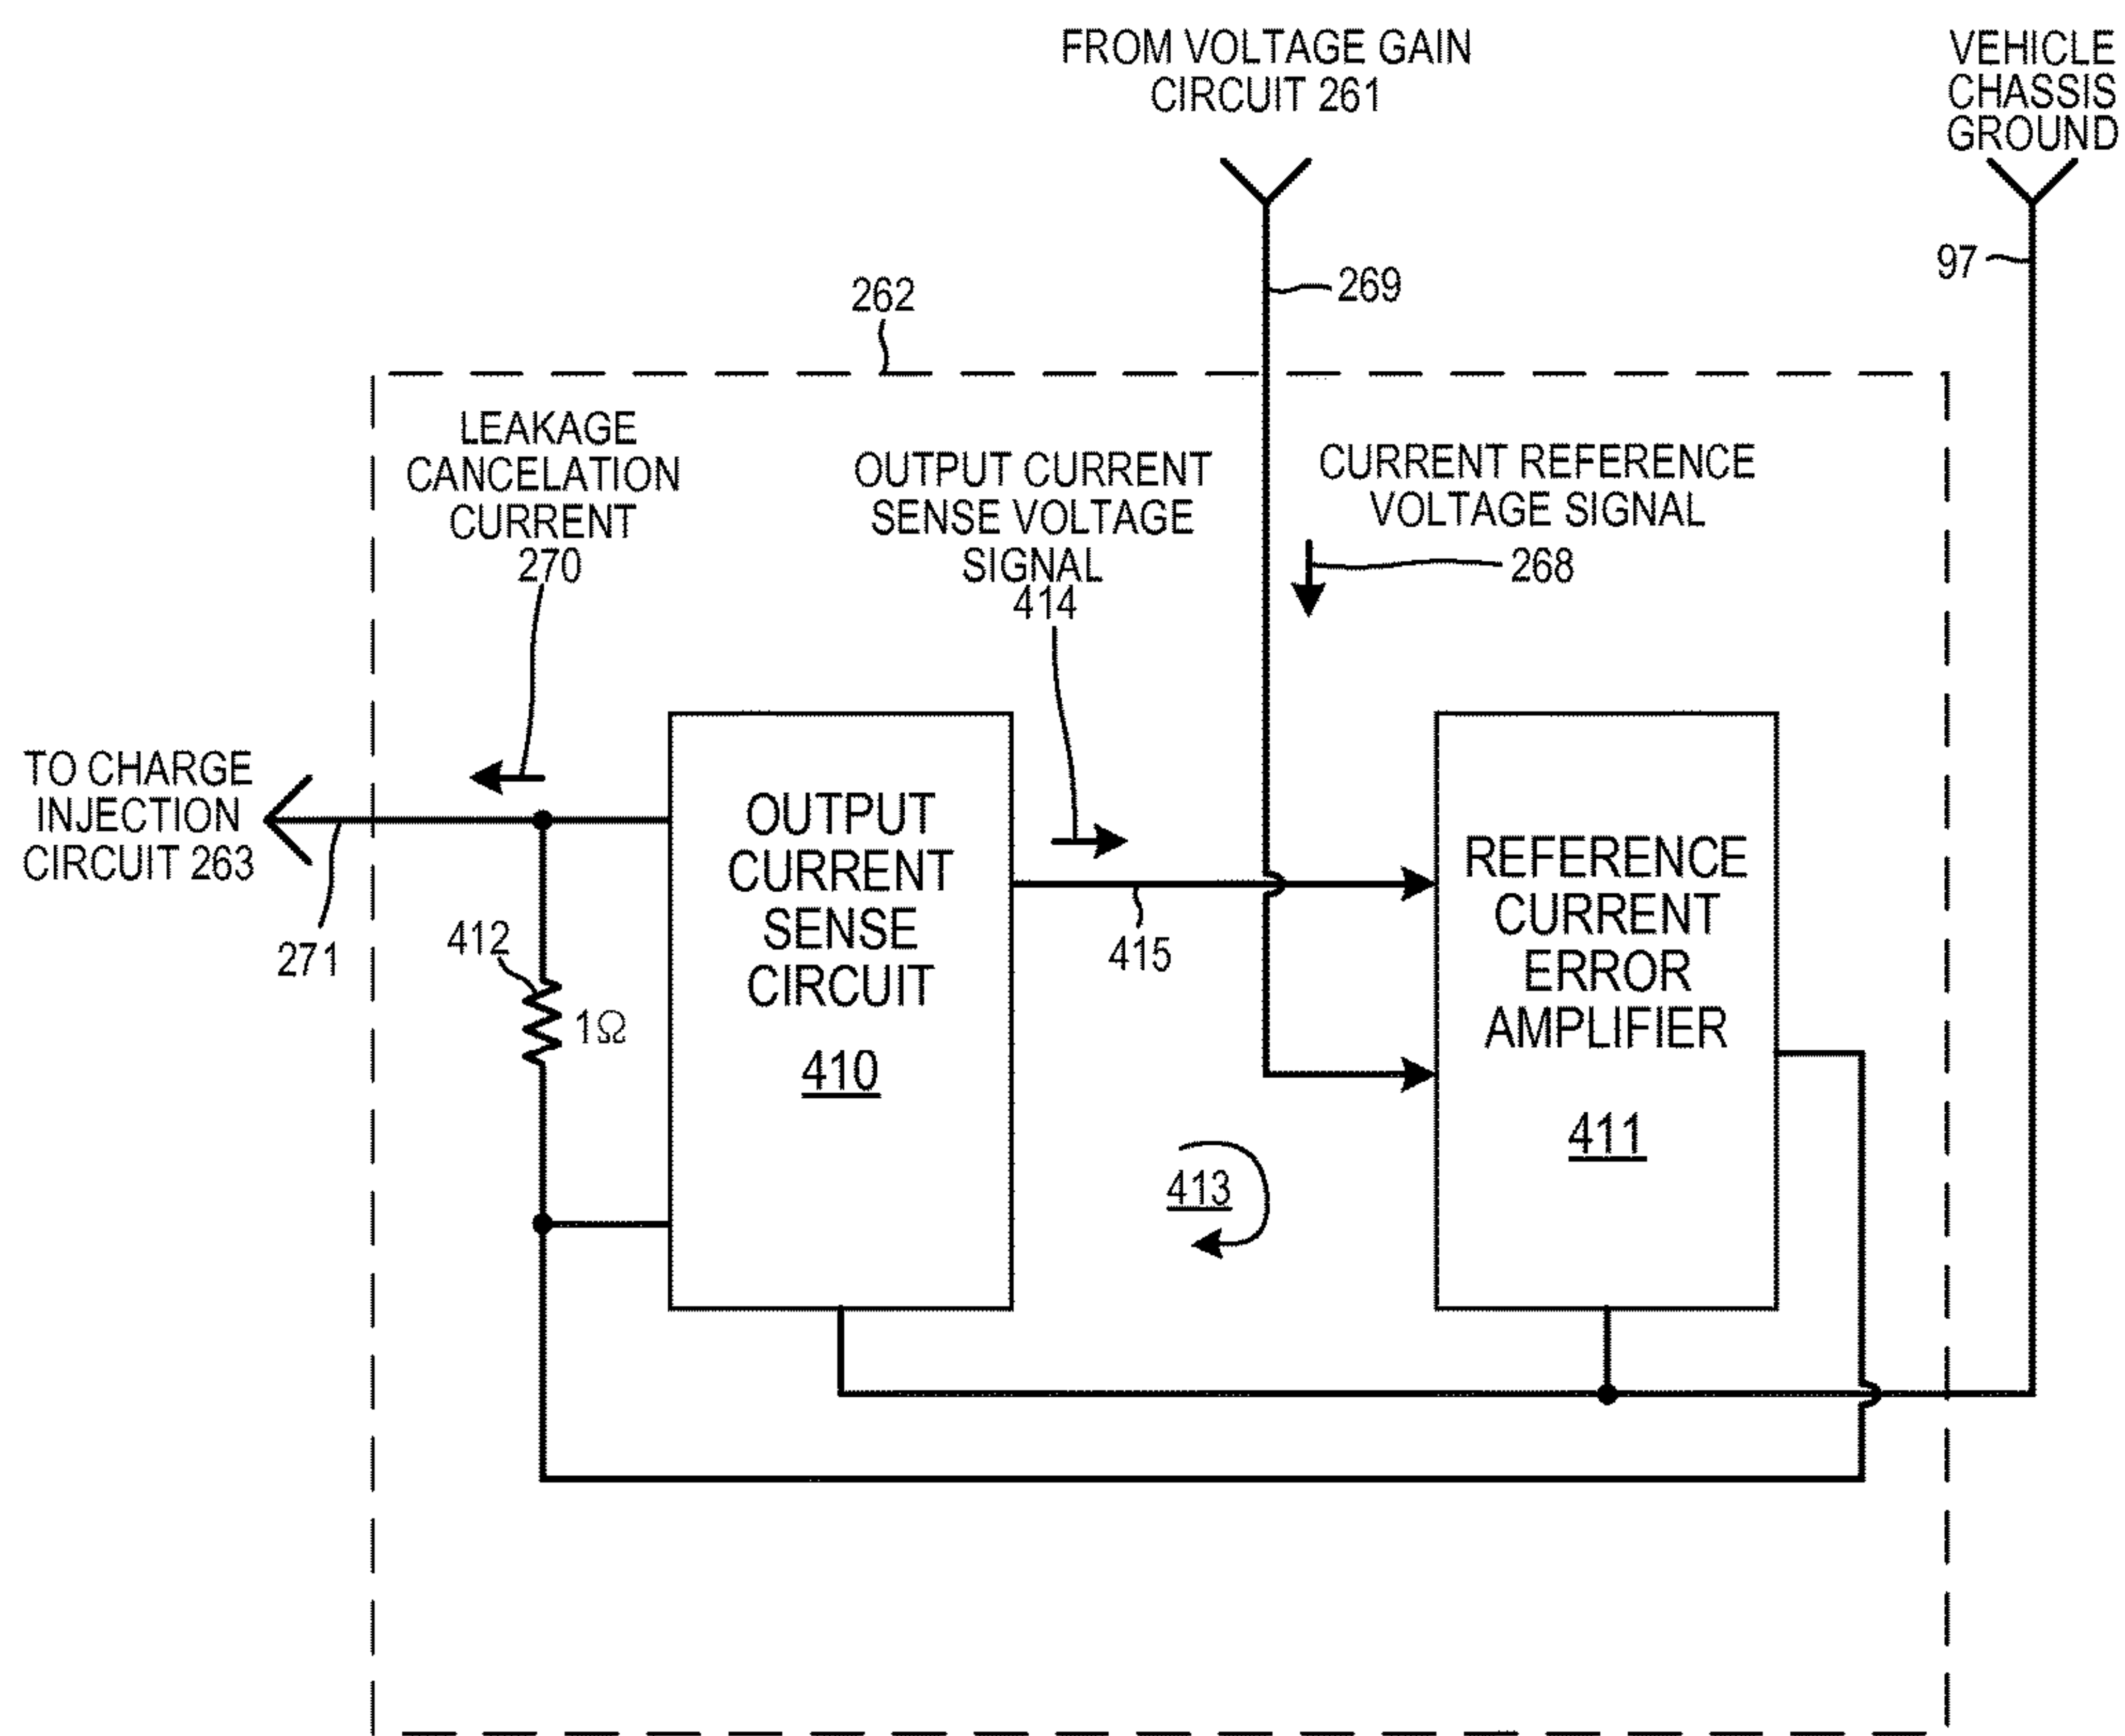 FROM VOLTAGE GAIN
CIRCUIT 261
VEHICLE
CHASSIS
GROUND
97
269
262
LEAKAGE
CANCELATION
CURRENT
270
OUTPUT CURRENT
SENSE VOLTAGE
SIGNAL
414
CURRENT REFERENCE
VOLTAGE SIGNAL
268
TO CHARGE
INJECTION
CIRCUIT 263
271
412
1Ω
OUTPUT
CURRENT
SENSE
CIRCUIT
410
415
REFERENCE
CURRENT
ERROR
AMPLIFIER
411
413